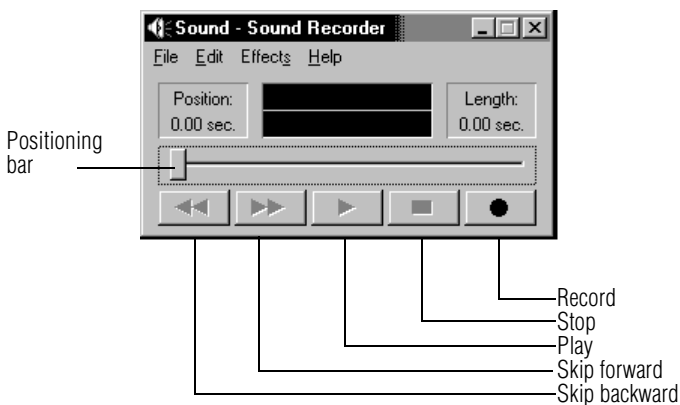 Sound - Sound Recorder
File Edit Effects Help
Position:
0.00 sec.
Length:
0.00 sec.
Positioning
bar
Record
Stop
Play
Skip forward
Skip backward